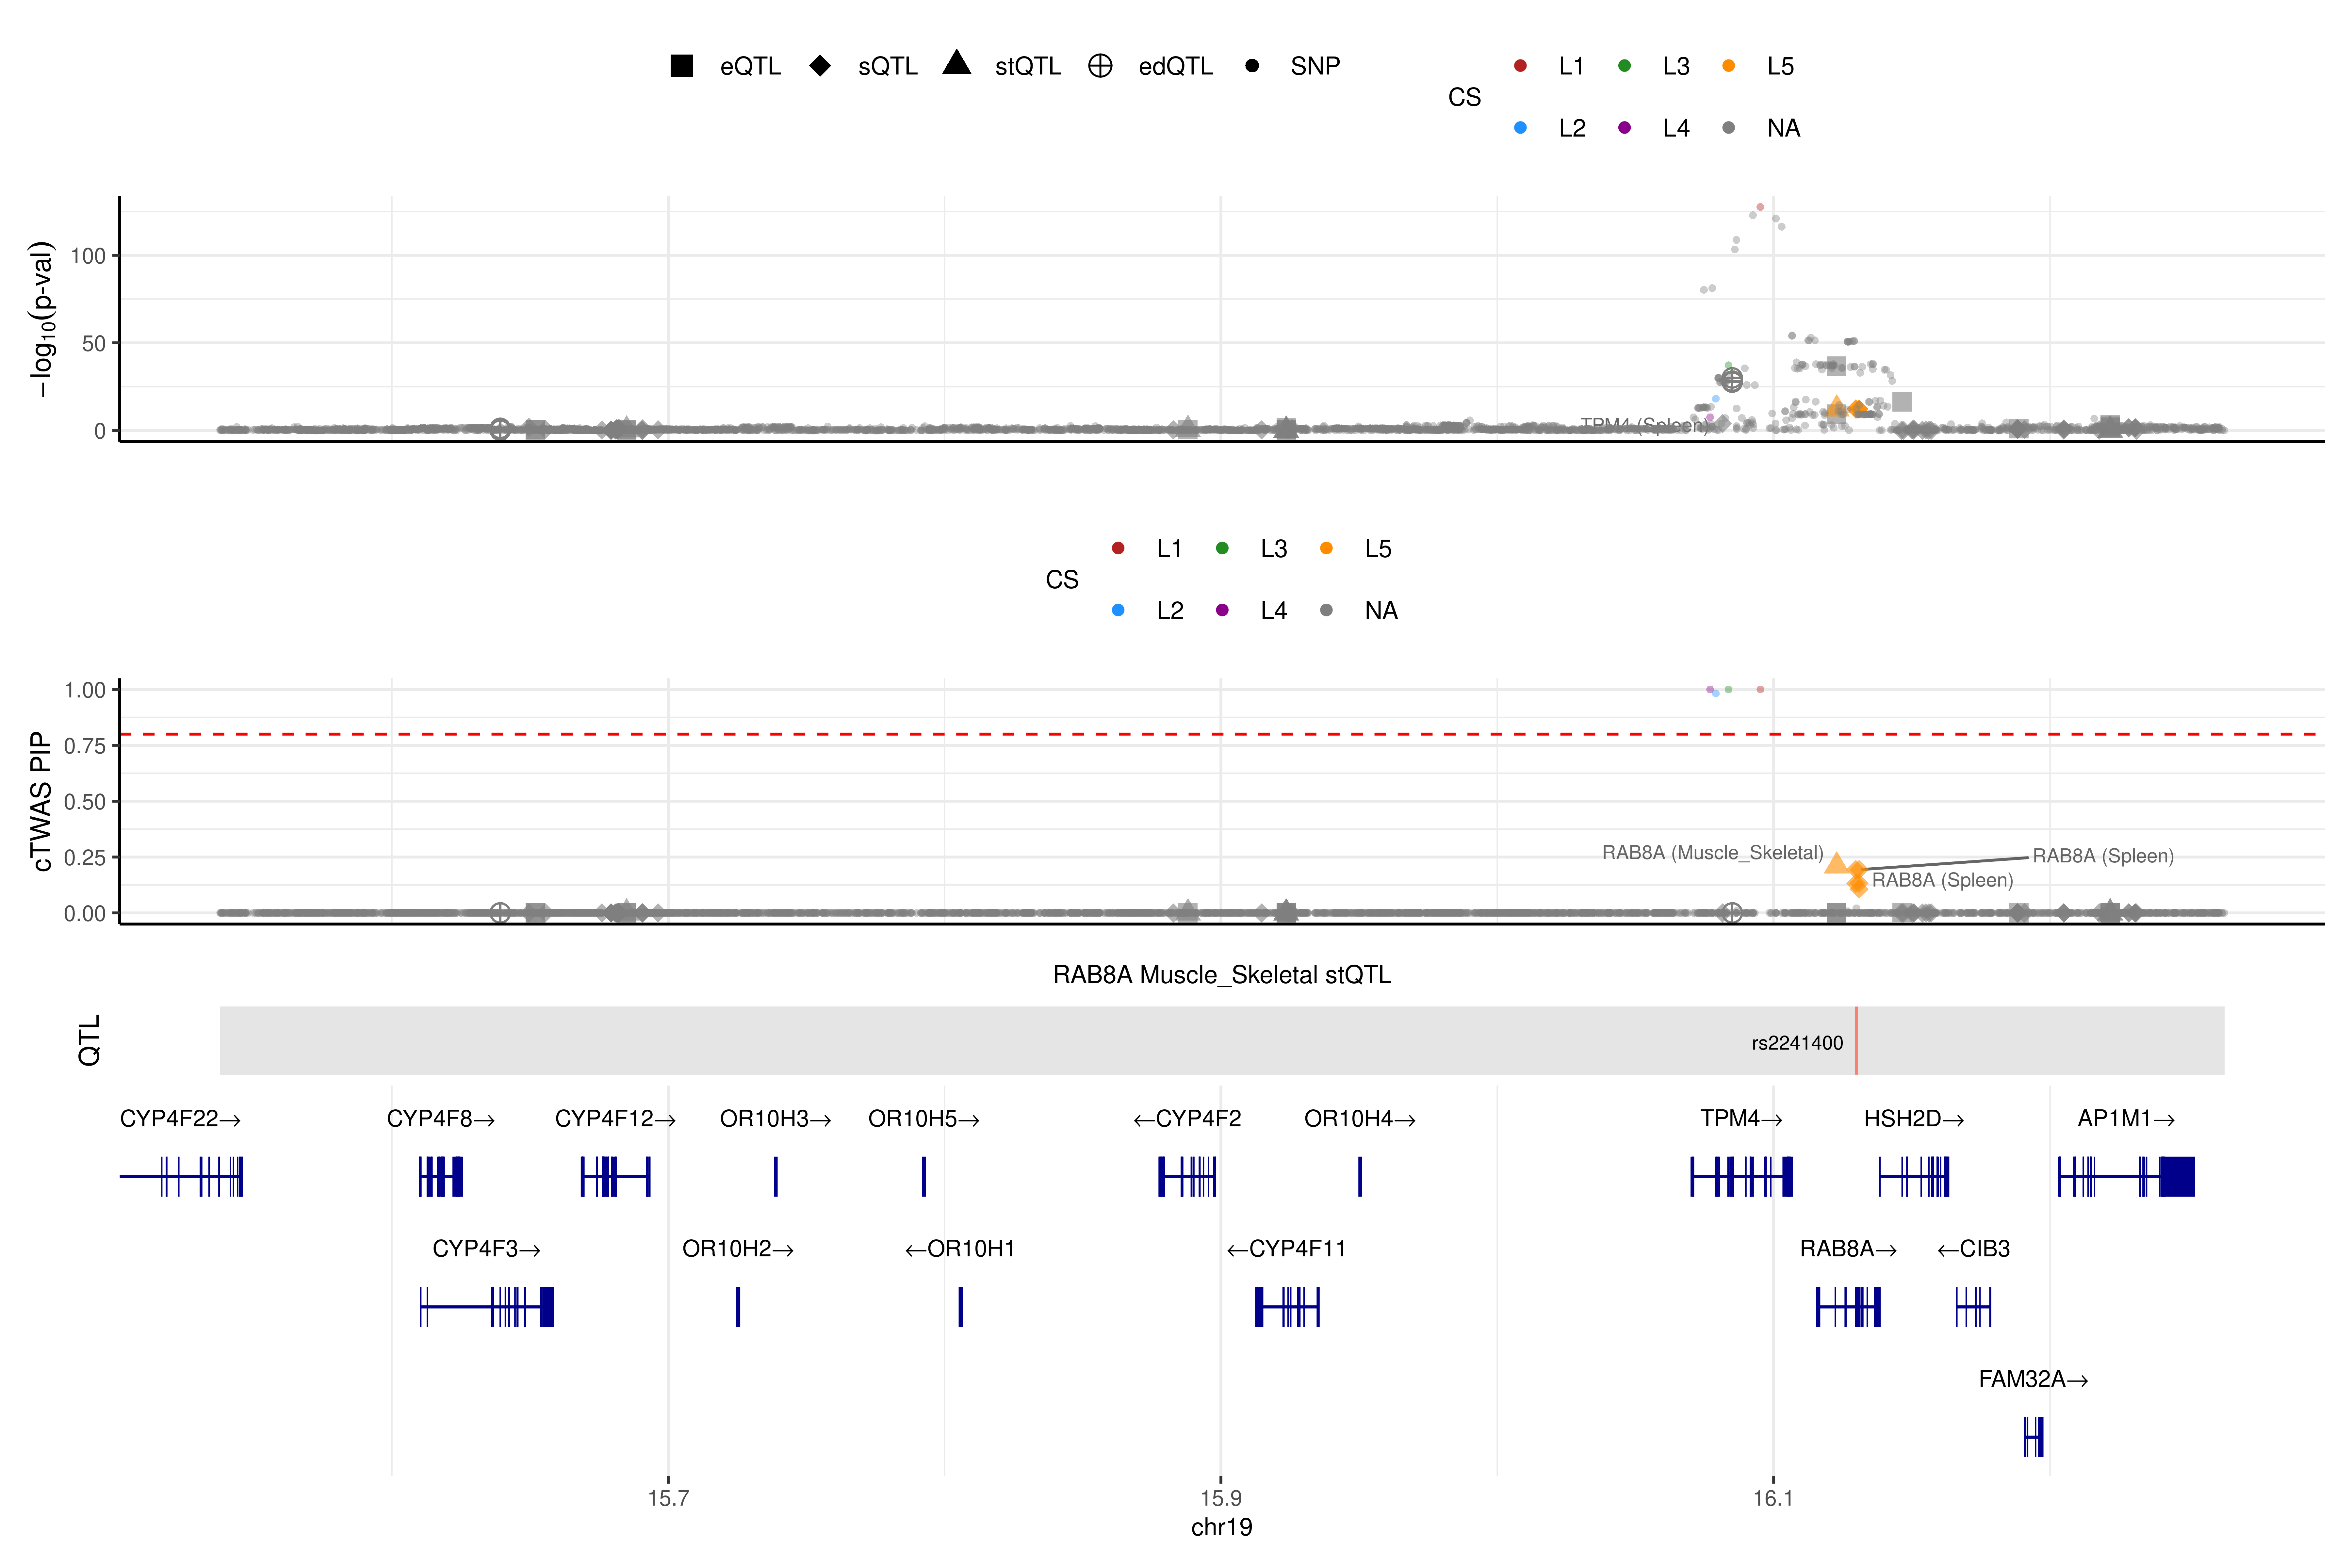 eQTL sQTL stQTL edQTL SNP
CS
L1 L3 L5
L2 L4 NA
−log10(p-val)
100
50
0
TPM4 (Spleen)
CS
L1 L3 L5
L2 L4 NA
cTWAS PIP
1.00
0.75
0.50
0.25
0.00
RAB8A (Muscle_Skeletal)
RAB8A (Spleen)
RAB8A (Spleen)
RAB8A Muscle_Skeletal stQTL
QTL
rs2241400
CYP4F22→ CYP4F8→ CYP4F12→ OR10H3→ OR10H5→ ←CYP4F2 OR10H4→ TPM4→ HSH2D→ AP1M1→
CYP4F3→ OR10H2→ ←OR10H1 ←CYP4F11 RAB8A→ ←CIB3
FAM32A→
15.7 15.9 16.1
chr19